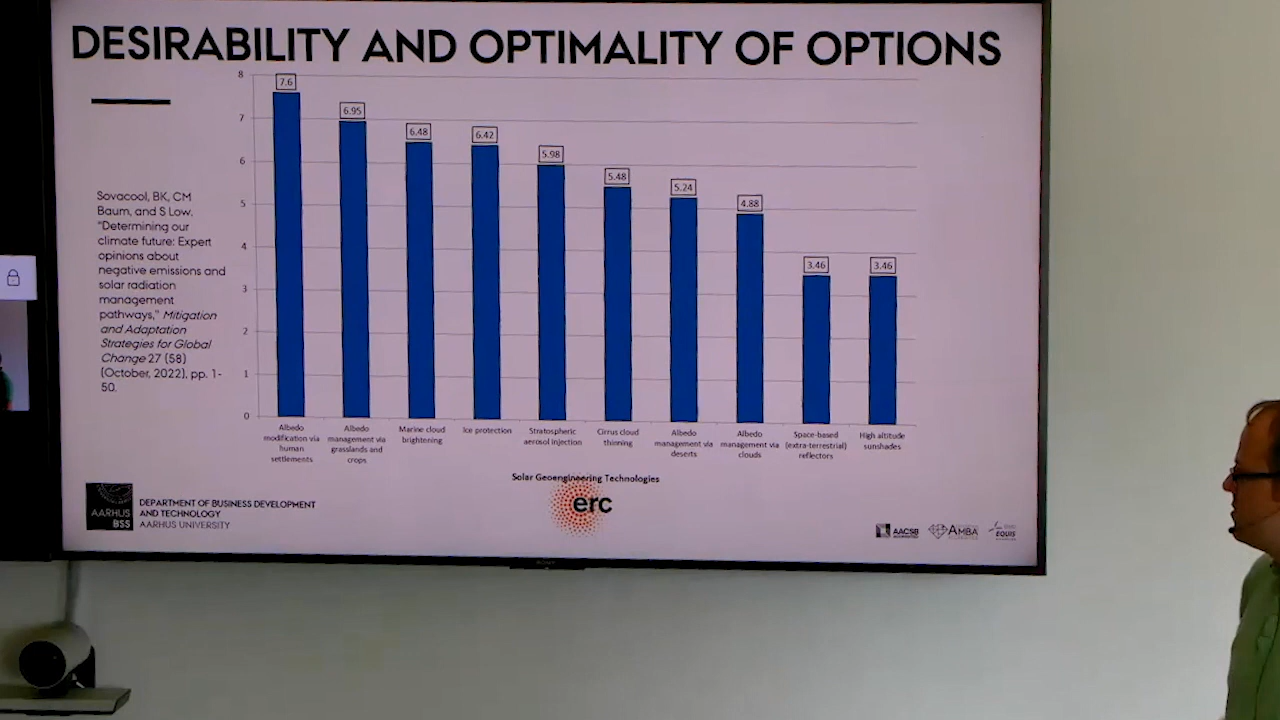 DESIRABILITY AND OPTIMALITY OF OPTIONS
8
7
6
5
4
3
2
1
0
7.6
6.95
6.48
6.42
5.98
5.48
5.24
4.88
3.46
3.46
Sovacool, BK, CM
Baum, and S Low.
"Determining our
climate future: Expert
opinions about
negative emissions and
solar radiation
management
pathways," Mitigation
and Adaptation
Strategies for Global
Change 27 (58)
(October, 2022), pp. 1-
50.
Albedo
modification via
human
settlements
Albedo
management via
grasslands and
crops
Marine cloud
brightening
Ice protection
Stratospheric
aerosol injection
Cirrus cloud
thinning
Albedo
management via
deserts
Albedo
management via
clouds
Space-based
(extra-terrestrial)
reflectors
High altitude
sunshades
Solar Geoengineering Technologies
erc
AARHUS
BSS
DEPARTMENT OF BUSINESS DEVELOPMENT
AND TECHNOLOGY
AARHUS UNIVERSITY
AACSB
AMBA
EQUIS
SONY